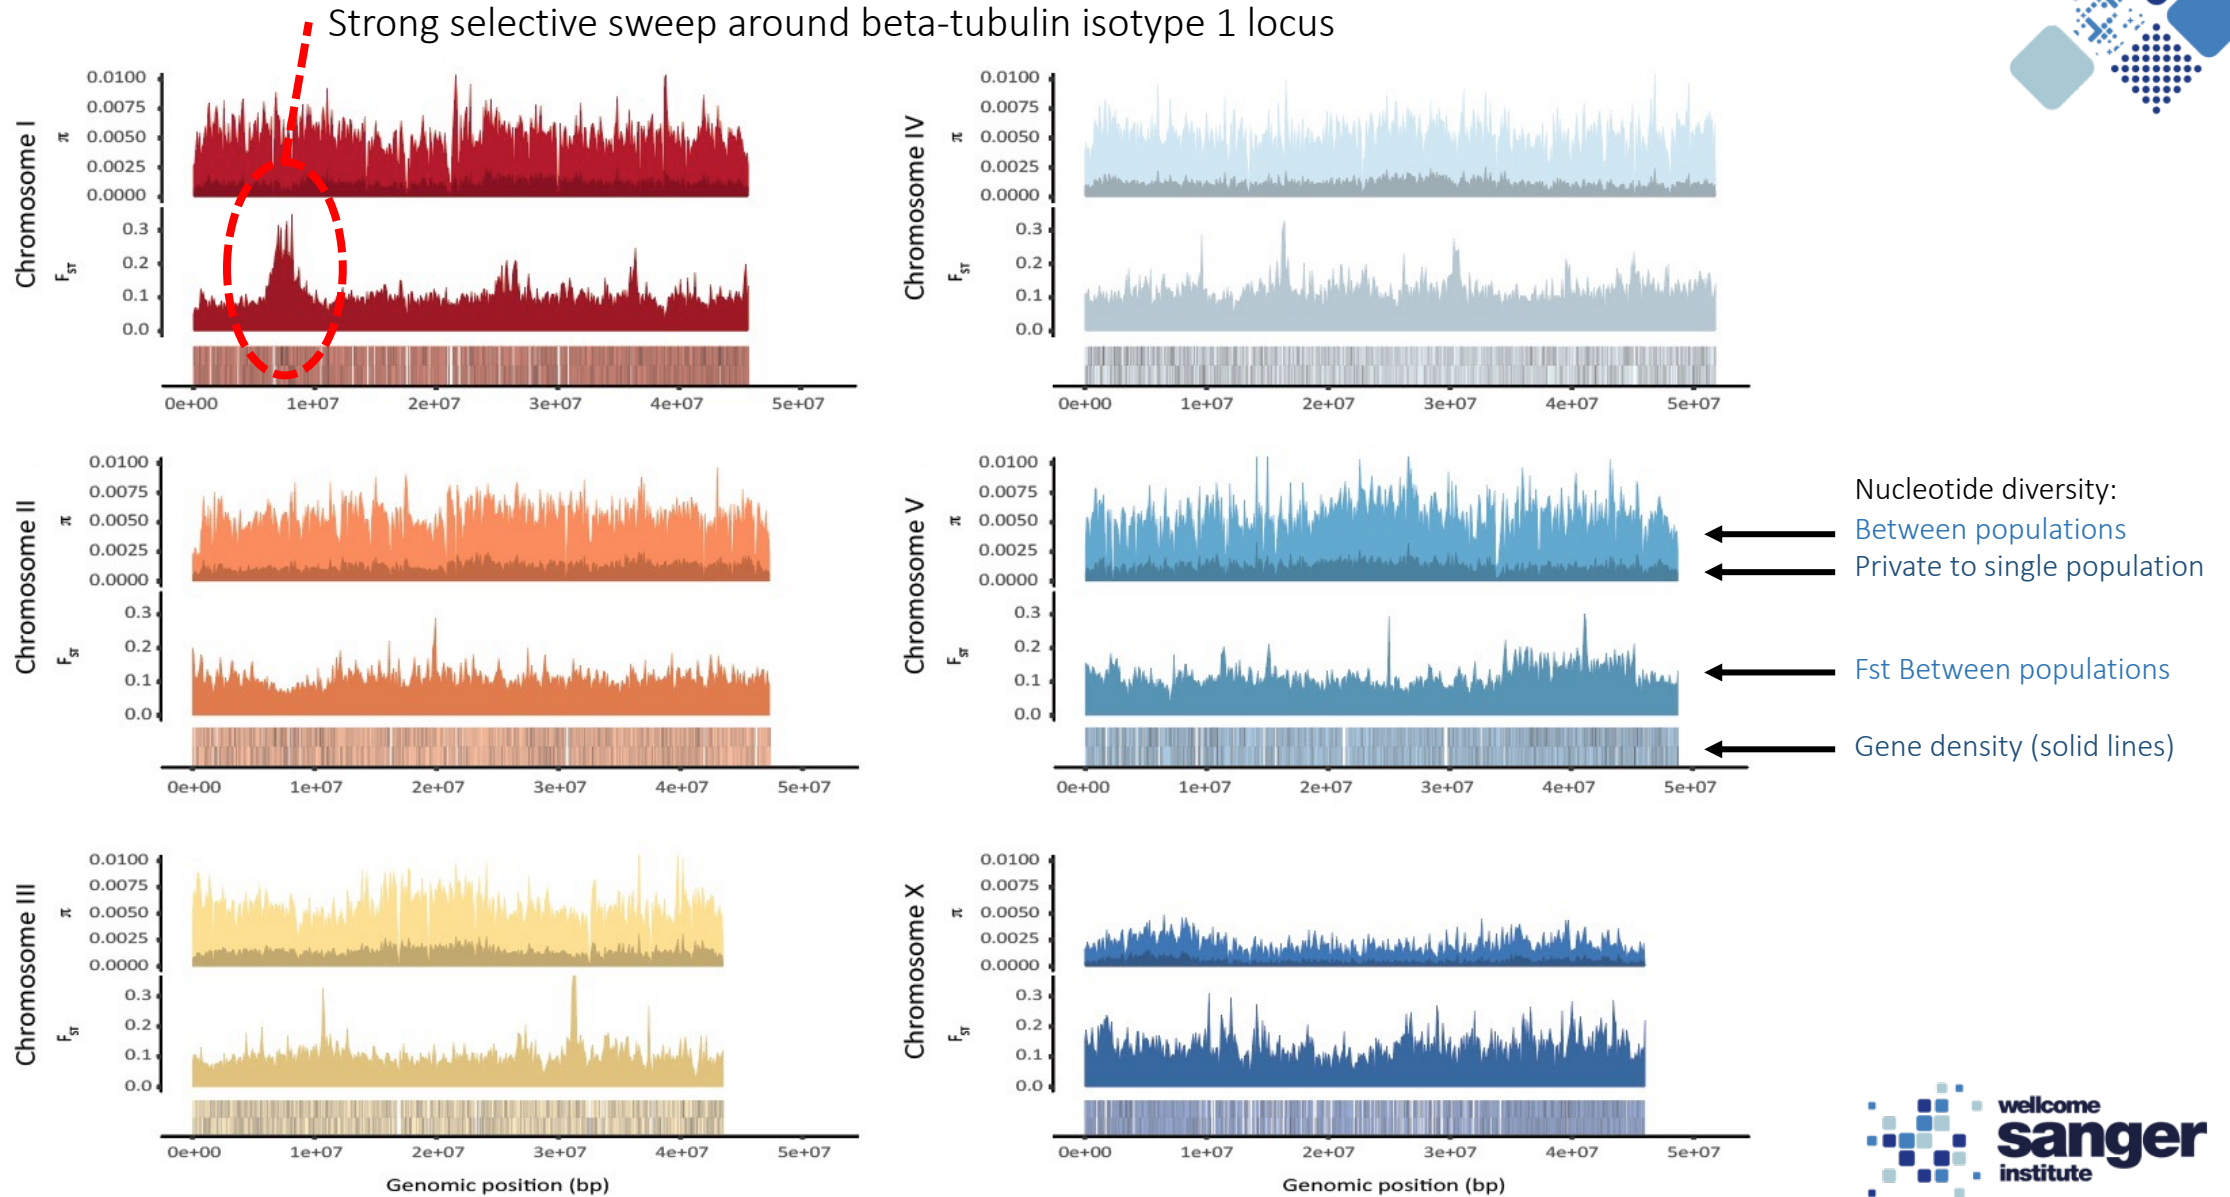 Strong selective sweep around beta-tubulin isotype 1 locus
Chromosome I
π
0.0100
0.0075
0.0050
0.0025
0.0000
FST
0.3
0.2
0.1
0.0
0e+00 1e+07 2e+07 3e+07 4e+07 5e+07
Chromosome IV
π
0.0100
0.0075
0.0050
0.0025
0.0000
FST
0.3
0.2
0.1
0.0
0e+00 1e+07 2e+07 3e+07 4e+07 5e+07
Chromosome II
π
0.0100
0.0075
0.0050
0.0025
0.0000
FST
0.3
0.2
0.1
0.0
0e+00 1e+07 2e+07 3e+07 4e+07 5e+07
Chromosome V
π
0.0100
0.0075
0.0050
0.0025
0.0000
FST
0.3
0.2
0.1
0.0
0e+00 1e+07 2e+07 3e+07 4e+07 5e+07
Nucleotide diversity:
Between populations
Private to single population
Fst Between populations
Gene density (solid lines)
Chromosome III
π
0.0100
0.0075
0.0050
0.0025
0.0000
FST
0.3
0.2
0.1
0.0
0e+00 1e+07 2e+07 3e+07 4e+07 5e+07
Genomic position (bp)
Chromosome X
π
0.0100
0.0075
0.0050
0.0025
0.0000
FST
0.3
0.2
0.1
0.0
0e+00 1e+07 2e+07 3e+07 4e+07 5e+07
Genomic position (bp)
wellcome
sanger
institute